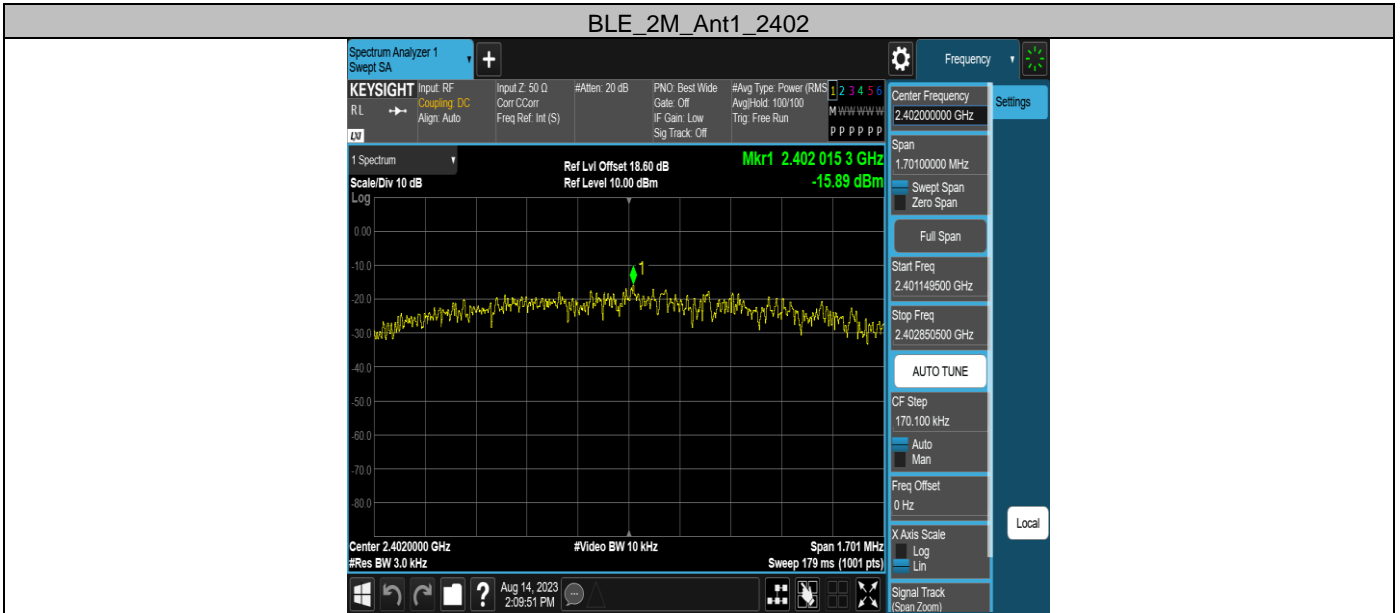 BLE_2M_Ant1_2402
Spectrum Analyzer 1
Swept SA
+
Frequency
KEYSIGHT
RL
LXI
Input: RF
Coupling: DC
Align: Auto
Input Z: 50 Ω
Corr CCorr
Freq Ref: Int (S)
#Atten: 20 dB
PNO: Best Wide
Gate: Off
IF Gain: Low
Sig Track: Off
#Avg Type: Power (RMS
Avg|Hold: 100/100
Trig: Free Run
1 2 3 4 5 6
M W W W W W
P P P P P P
1 Spectrum
Scale/Div 10 dB
Ref Lvl Offset 18.60 dB
Ref Level 10.00 dBm
Mkr1 2.402 015 3 GHz
-15.89 dBm
Log
0.00
-10.0
-20.0
-30.0
-40.0
-50.0
-60.0
-70.0
-80.0
1
Center 2.4020000 GHz
#Res BW 3.0 kHz
#Video BW 10 kHz
Span 1.701 MHz
Sweep 179 ms (1001 pts)
Center Frequency
2.402000000 GHz
Span
1.70100000 MHz
Swept Span
Zero Span
Full Span
Start Freq
2.401149500 GHz
Stop Freq
2.402850500 GHz
AUTO TUNE
CF Step
170.100 kHz
Auto
Man
Freq Offset
0 Hz
X Axis Scale
Log
Lin
Signal Track
(Span Zoom)
Settings
Local
?
Aug 14, 2023
2:09:51 PM